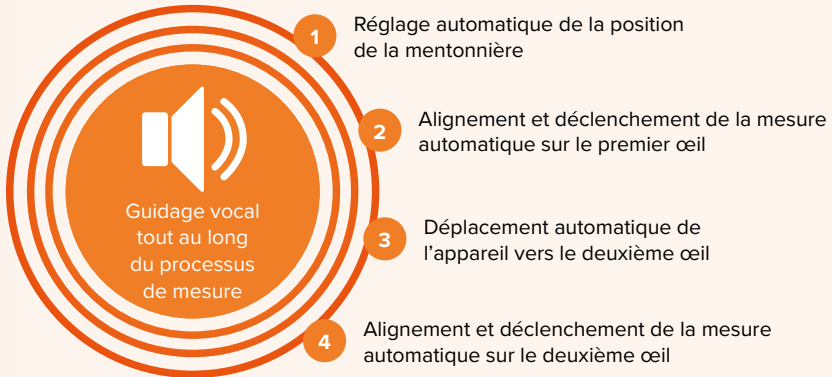 1
Réglage automatique de la position
de la mentonnière
2
Alignement et déclenchement de la mesure
automatique sur le premier œil
Guidage vocal
tout au long
du processus
de mesure
3
Déplacement automatique de
l’appareil vers le deuxième œil
4
Alignement et déclenchement de la mesure
automatique sur le deuxième œil